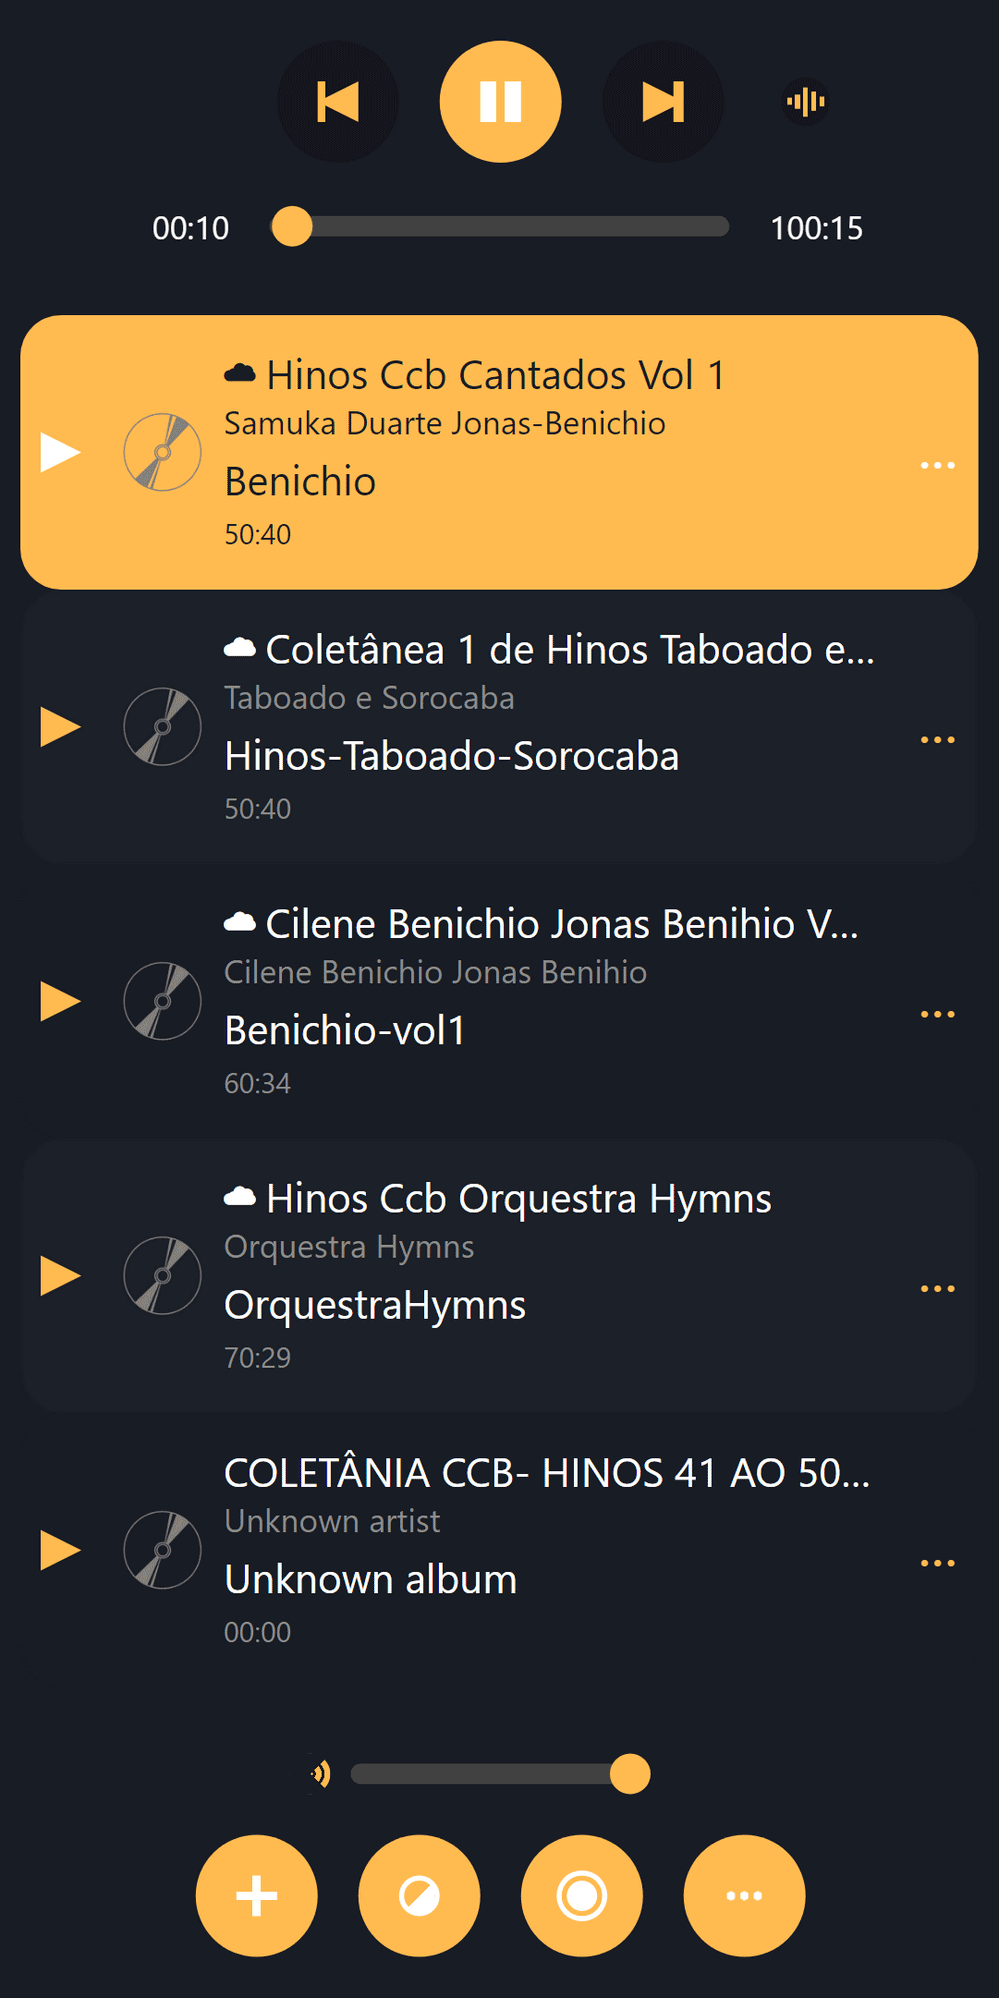 00:10
100:15
Hinos Ccb Cantados Vol 1
Samuka Duarte Jonas-Benichio
Benichio
50:40
Coletânea 1 de Hinos Taboado e...
Taboado e Sorocaba
Hinos-Taboado-Sorocaba
50:40
Cilene Benichio Jonas Benihio V...
Cilene Benichio Jonas Benihio
Benichio-vol1
60:34
Hinos Ccb Orquestra Hymns
Orquestra Hymns
OrquestraHymns
70:29
COLETÂNIA CCB- HINOS 41 AO 50...
Unknown artist
Unknown album
00:00